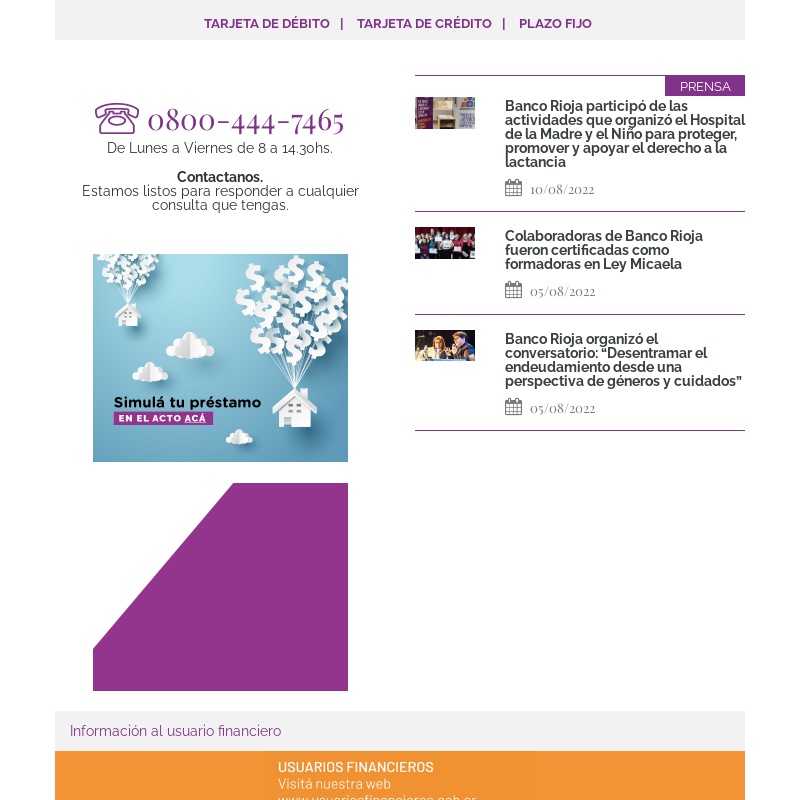 TARJETA DE DÉBITO | TARJETA DE CRÉDITO | PLAZO FIJO
0800-444-7465
De Lunes a Viernes de 8 a 14.30hs.
Contactanos.
Estamos listos para responder a cualquier
consulta que tengas.
Simulá tu préstamo
EN EL ACTO ACÁ
PRENSA
Banco Rioja participó de las
actividades que organizó el Hospital
de la Madre y el Niño para proteger,
promover y apoyar el derecho a la
lactancia
10/08/2022
Colaboradoras de Banco Rioja
fueron certificadas como
formadoras en Ley Micaela
05/08/2022
Banco Rioja organizó el
conversatorio: “Desentramar el
endeudamiento desde una
perspectiva de géneros y cuidados”
05/08/2022
Información al usuario financiero
USUARIOS FINANCIEROS
Visitá nuestra web
www.usuariosfinancieros.gob.ar